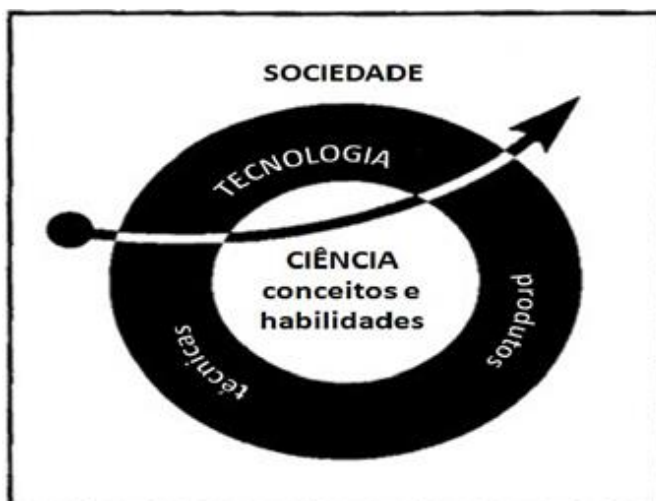 SOCIEDADE
TECNOLOGIA
CIÊNCIA
conceitos e
habilidades
técnicas
produtos